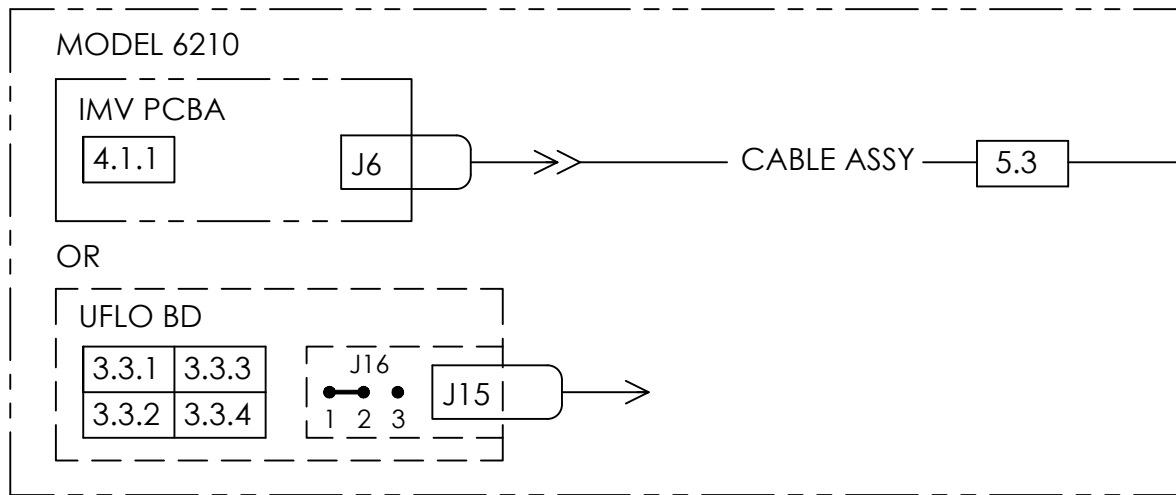 MODEL 6210
IMV PCBA
4.1.1
J6
CABLE ASSY
5.3
OR
UFLO BD
3.3.1 3.3.3
3.3.2 3.3.4
J16
1 2 3
J15